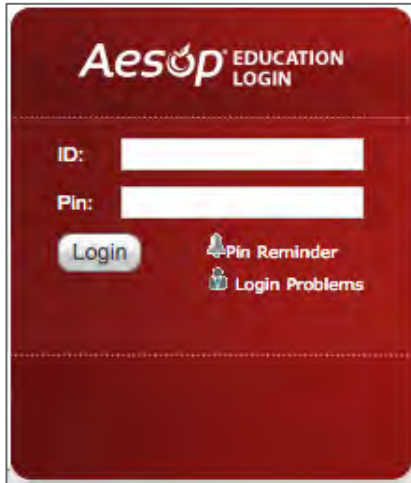 Aesop® EDUCATION
LOGIN
ID:
Pin:
Login
Pin Reminder
Login Problems